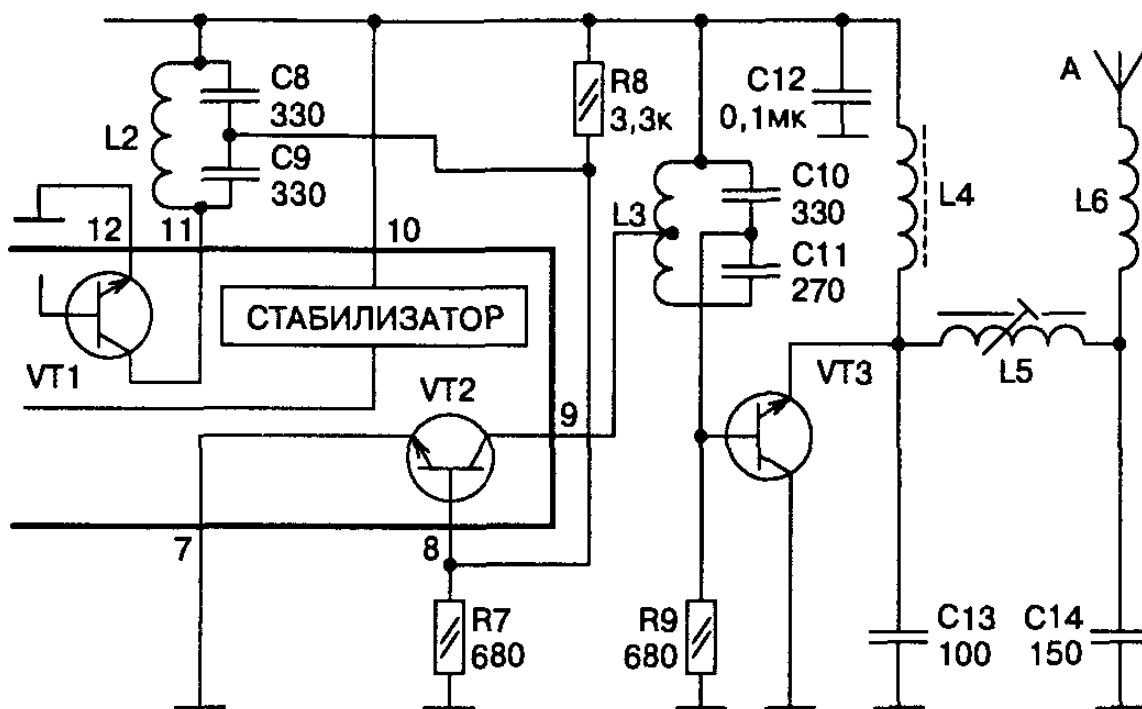 C8
330
L2
C9
330
R8
3,3к
C12
0,1мк
A
C10
330
L3
C11
270
L4
L6
12
11
10
СТАБИЛИЗАТОР
VT1
VT2
9
VT3
L5
7
8
R7
680
R9
680
C13
100
C14
150